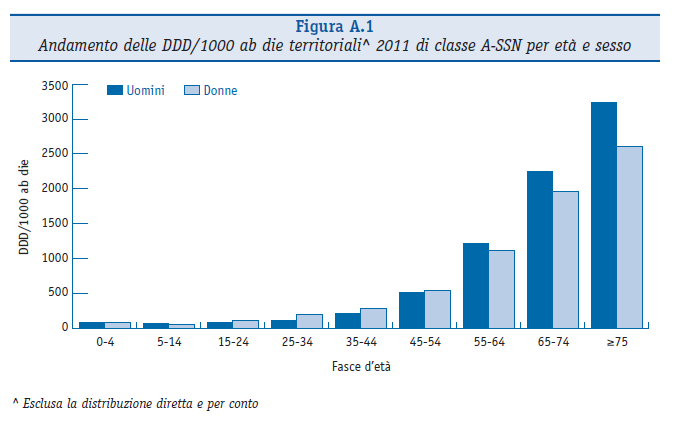 Figura A.1
Andamento delle DDD/1000 ab die territoriali^ 2011 di classe A-SSN per età e sesso
3500
3000
2500
2000
1500
1000
500
0
DDD/1000 ab die
Uomini
Donne
0-4
5-14
15-24
25-34
35-44
45-54
55-64
65-74
≥75
Fasce d'età
^ Esclusa la distribuzione diretta e per conto